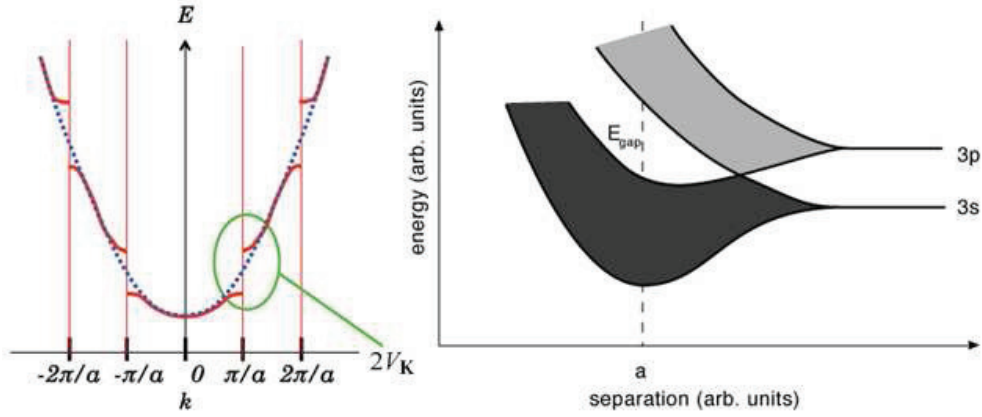 E
-2π/a -π/a 0 π/a 2π/a
k
2V_K
energy (arb. units)
E_gap
3p
3s
a
separation (arb. units)